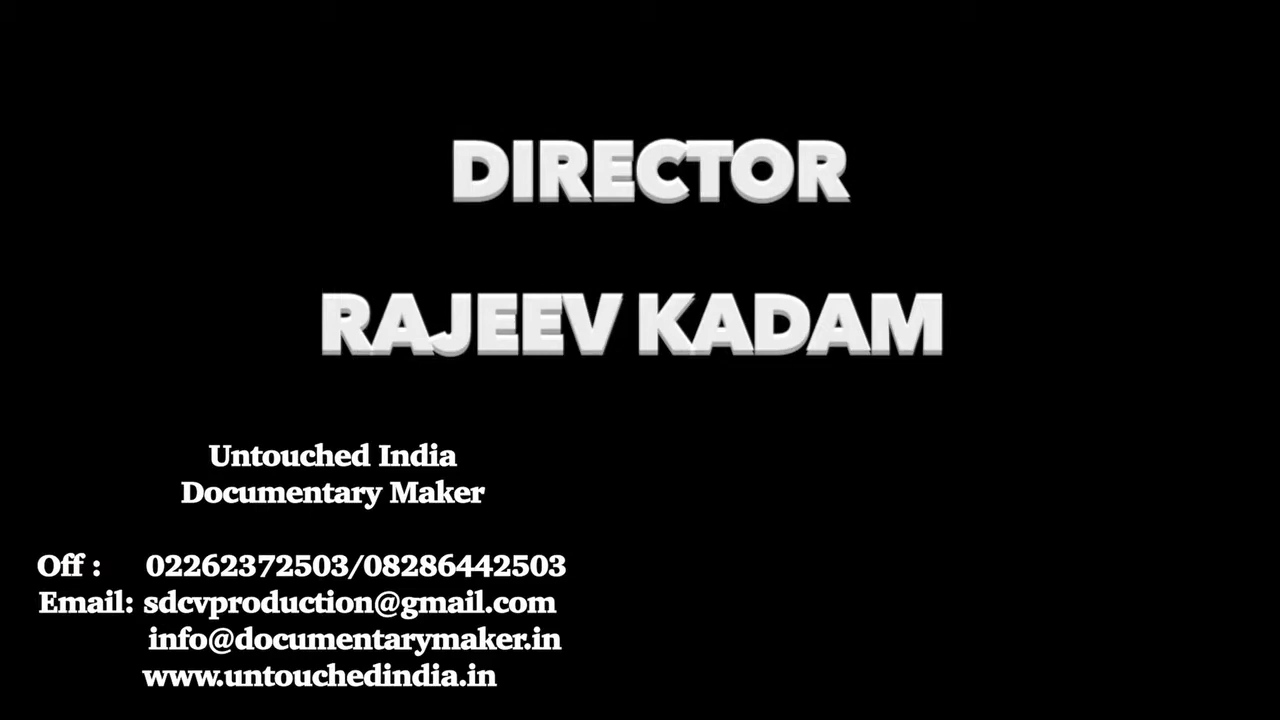 DIRECTOR
RAJEEV KADAM
Untouched India
Documentary Maker
Off : 02262372503/08286442503
Email: sdcvproduction@gmail.com
info@documentarymaker.in
www.untouchedindia.in